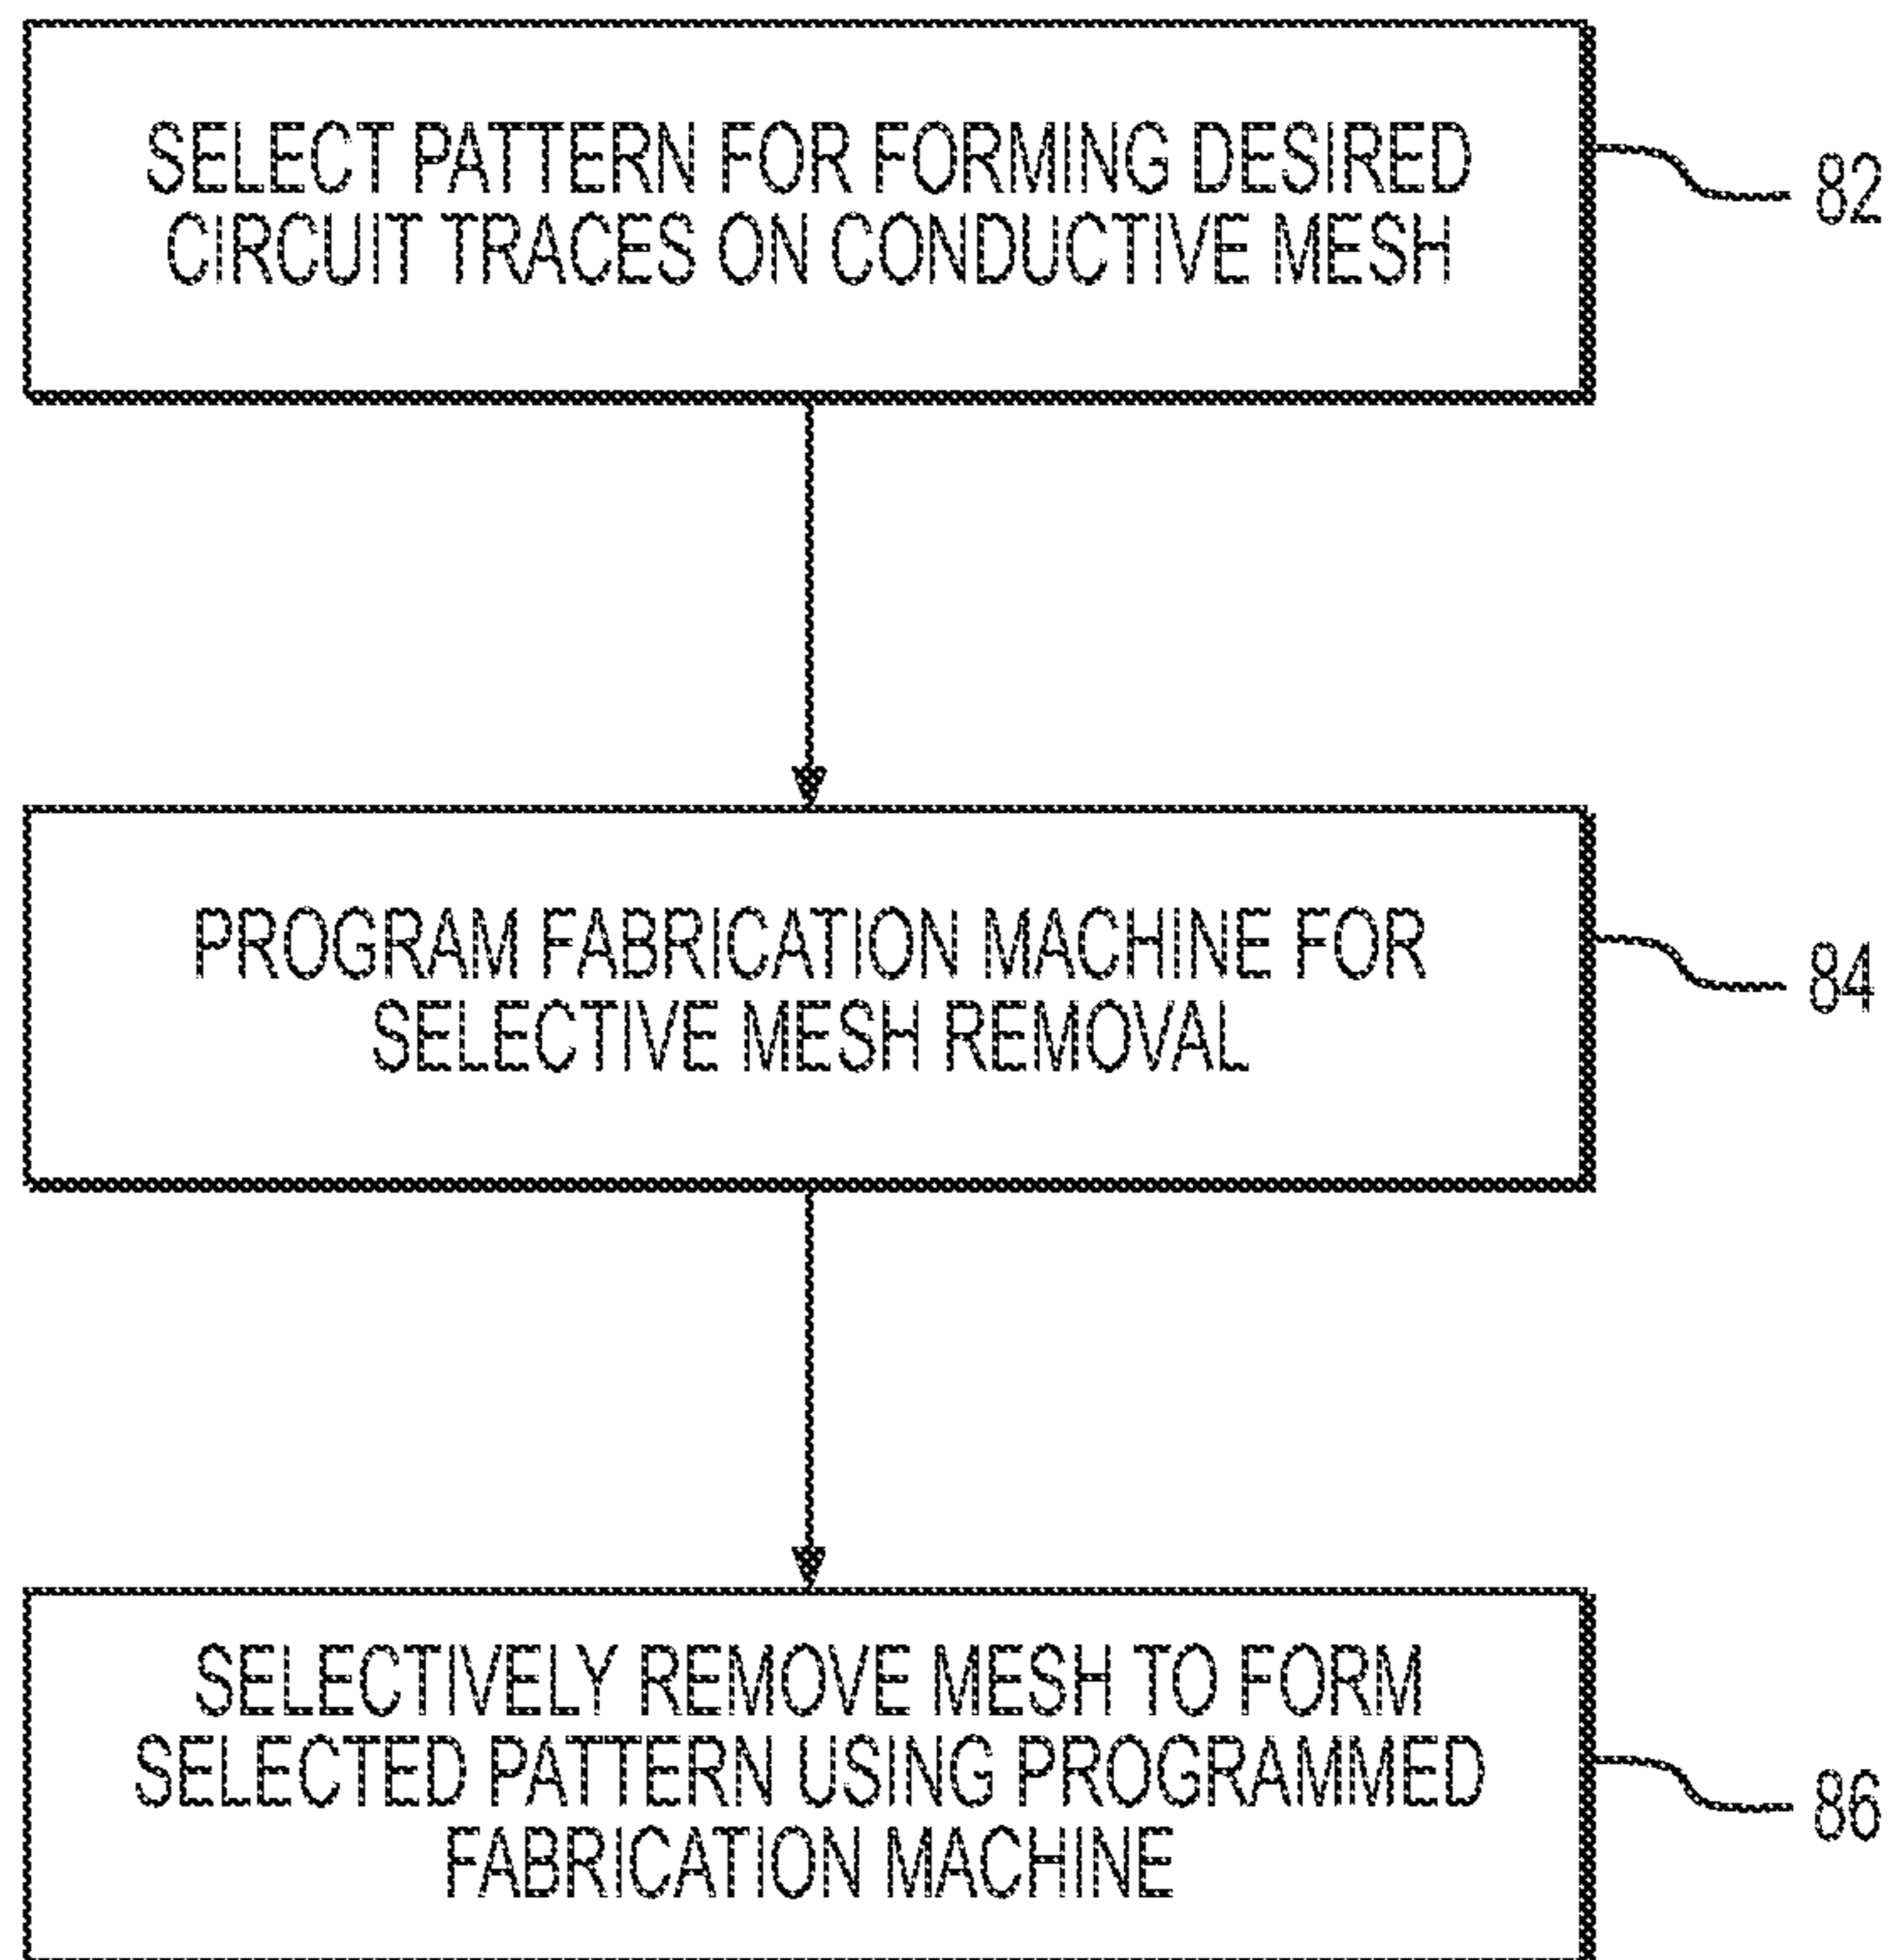 SELECT PATTERN FOR FORMING DESIRED
CIRCUIT TRACES ON CONDUCTIVE MESH
82
PROGRAM FABRICATION MACHINE FOR
SELECTIVE MESH REMOVAL
84
SELECTIVELY REMOVE MESH TO FORM
SELECTED PATTERN USING PROGRAMMED
FABRICATION MACHINE
86